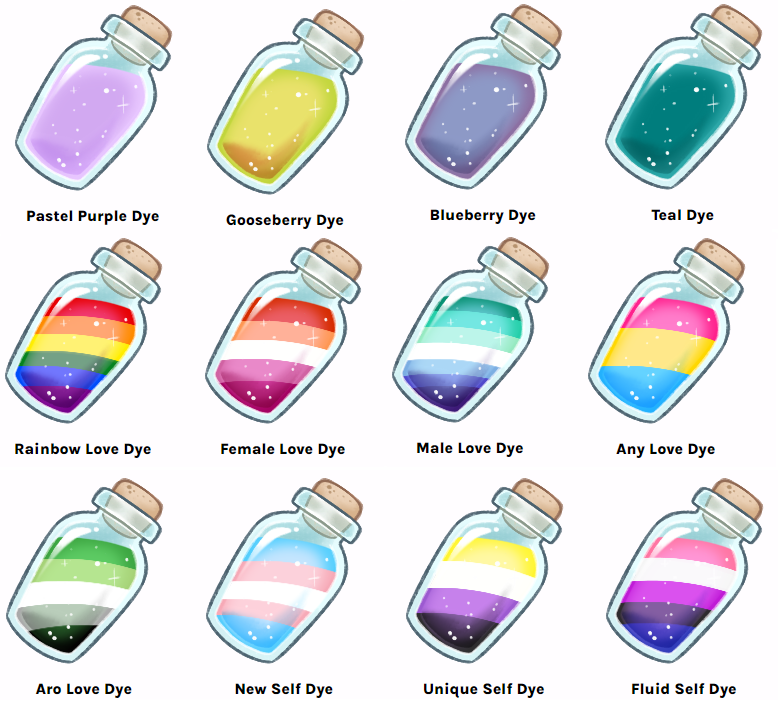 Pastel Purple Dye
Gooseberry Dye
Blueberry Dye
Teal Dye
Rainbow Love Dye
Female Love Dye
Male Love Dye
Any Love Dye
Aro Love Dye
New Self Dye
Unique Self Dye
Fluid Self Dye